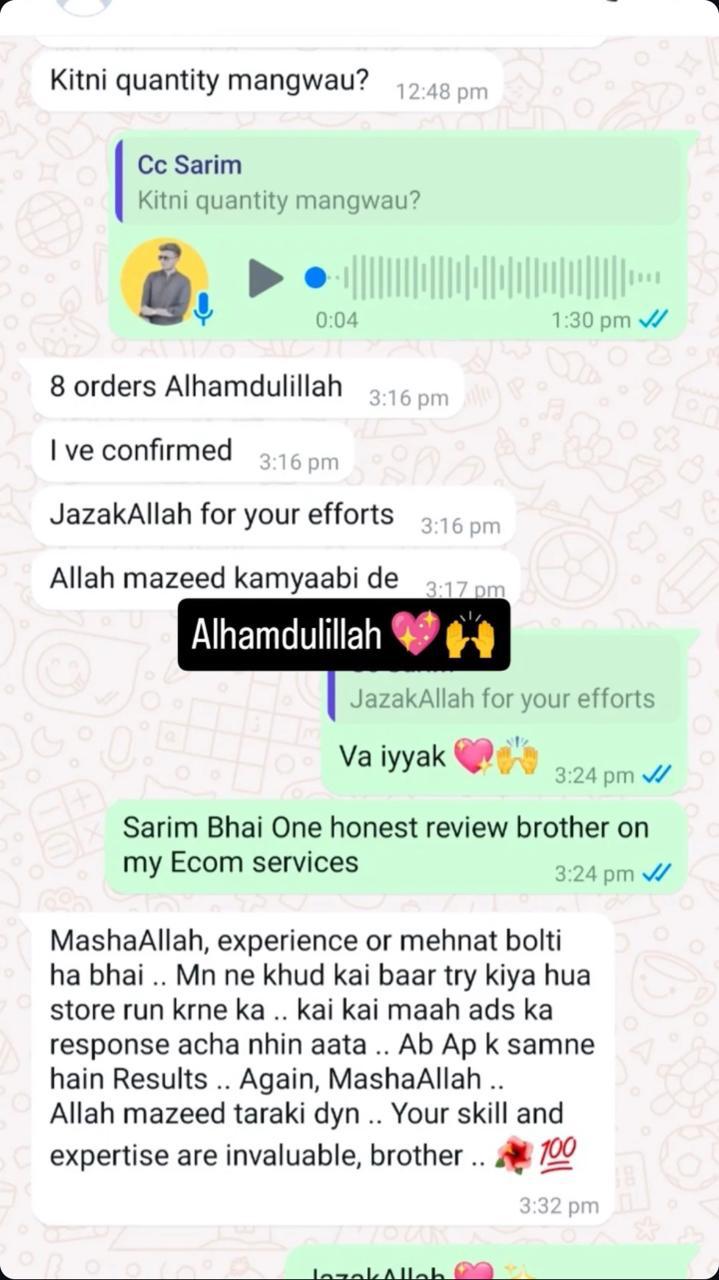 Kitni quantity mangwau?
12:48 pm
Cc Sarim
Kitni quantity mangwau?
0:04
1:30 pm
8 orders Alhamdulillah
3:16 pm
I ve confirmed
3:16 pm
JazakAllah for your efforts
3:16 pm
Allah mazeed kamyaabi de
3:17 pm
Alhamdulillah 💖🙌
JazakAllah for your efforts
Va iyyak 💖🙌
3:24 pm
Sarim Bhai One honest review brother on
my Ecom services
3:24 pm
MashaAllah, experience or mehnat bolti
ha bhai .. Mn ne khud kai baar try kiya hua
store run krne ka .. kai kai maah ads ka
response acha nhin aata .. Ab Ap k samne
hain Results .. Again, MashaAllah ..
Allah mazeed taraki dyn .. Your skill and
expertise are invaluable, brother .. 🌺💯
3:32 pm
JazakAllah 💖✨